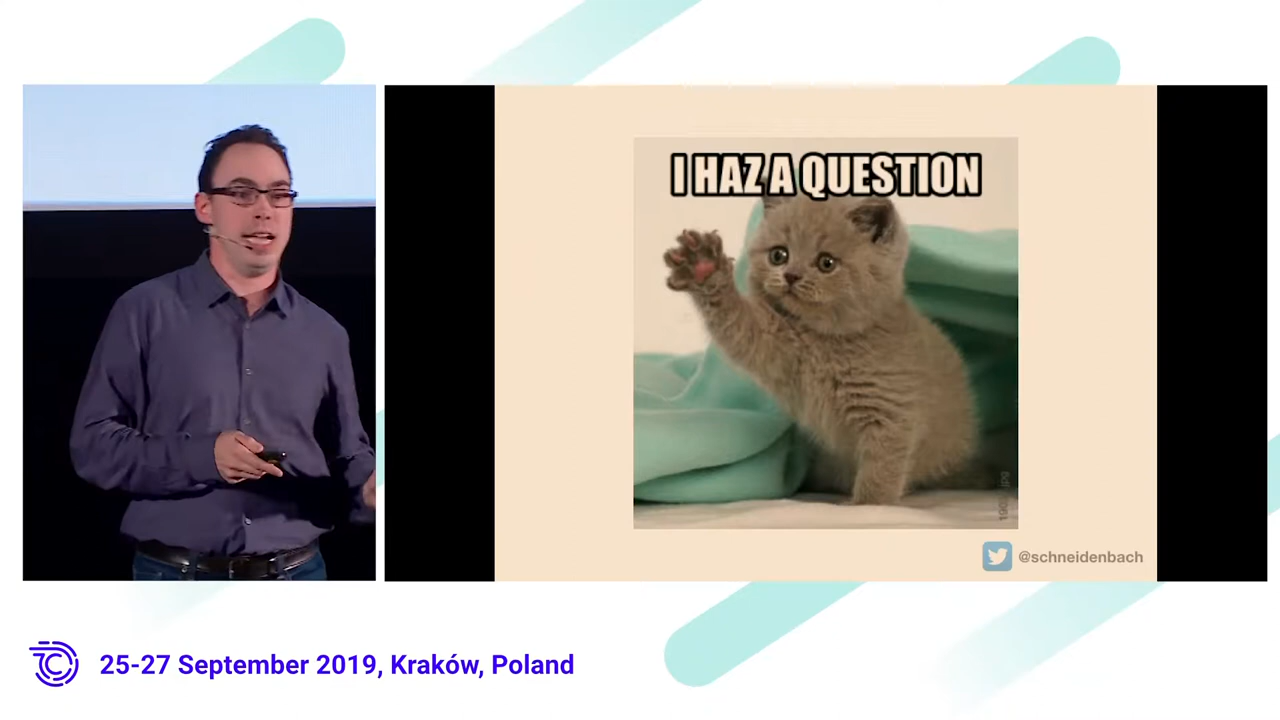 I HAZ A QUESTION
@schneidenbach
25-27 September 2019, Kraków, Poland